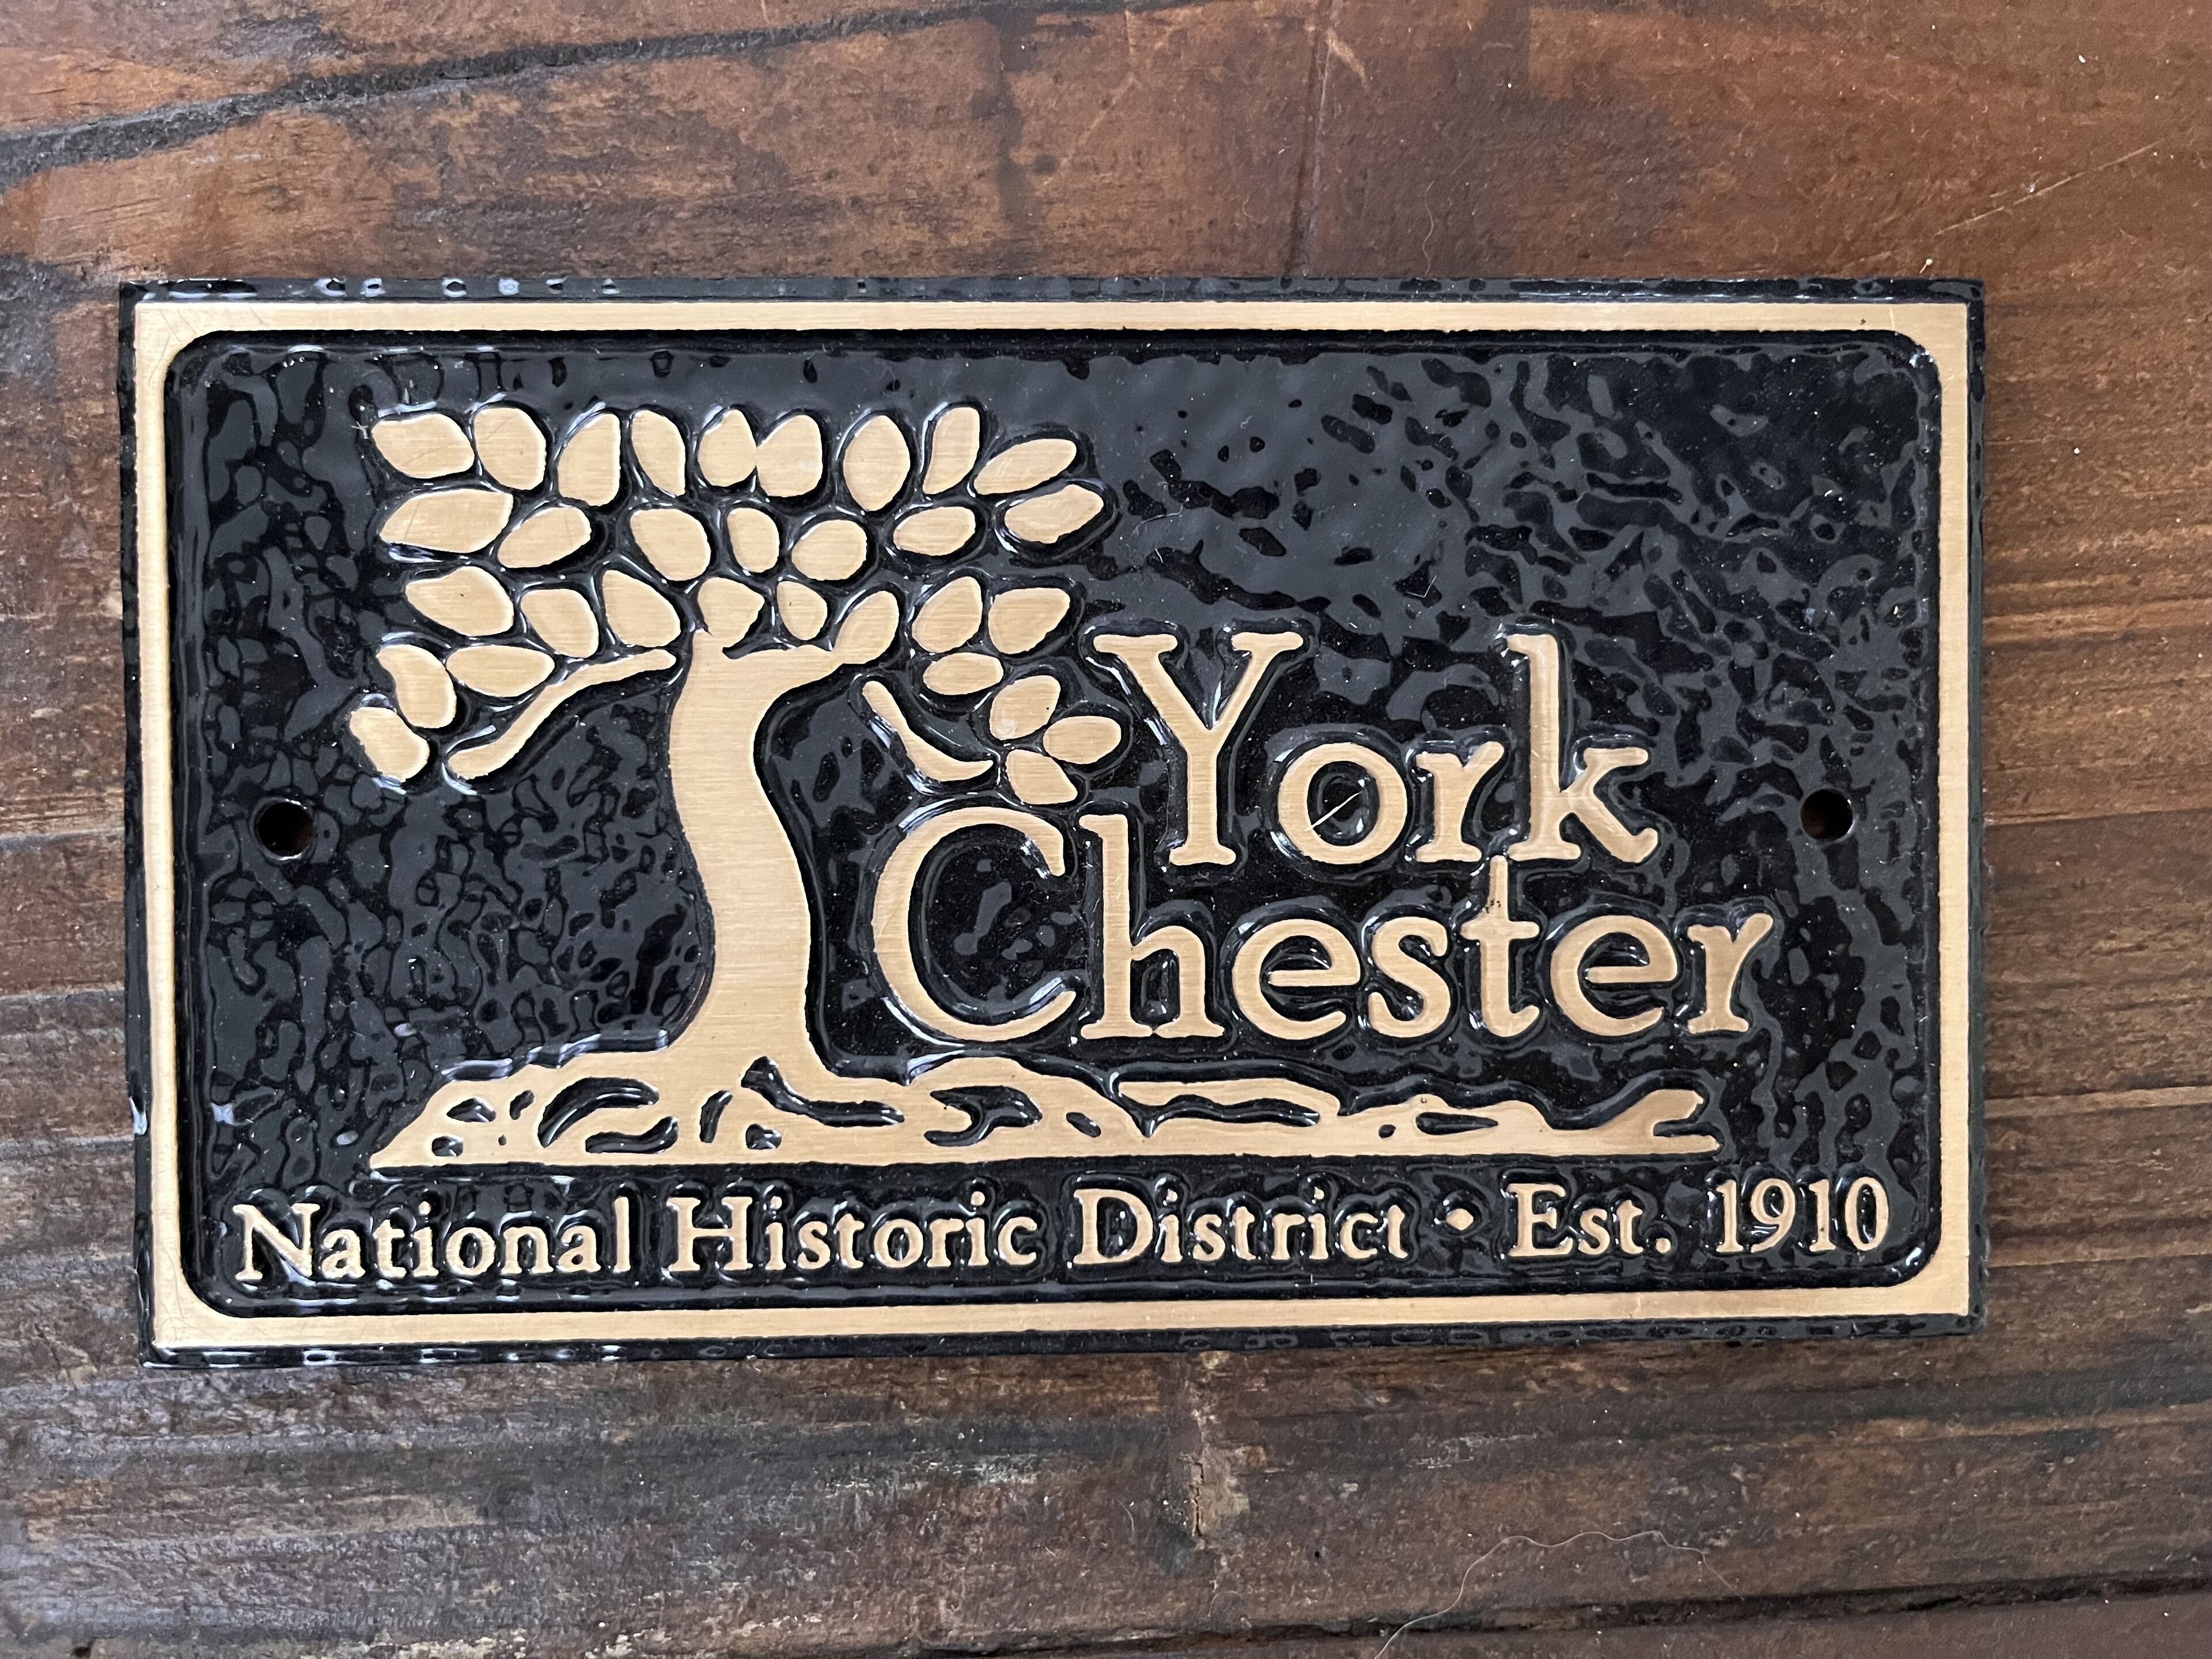 York
Chester
National Historic District • Est. 1910